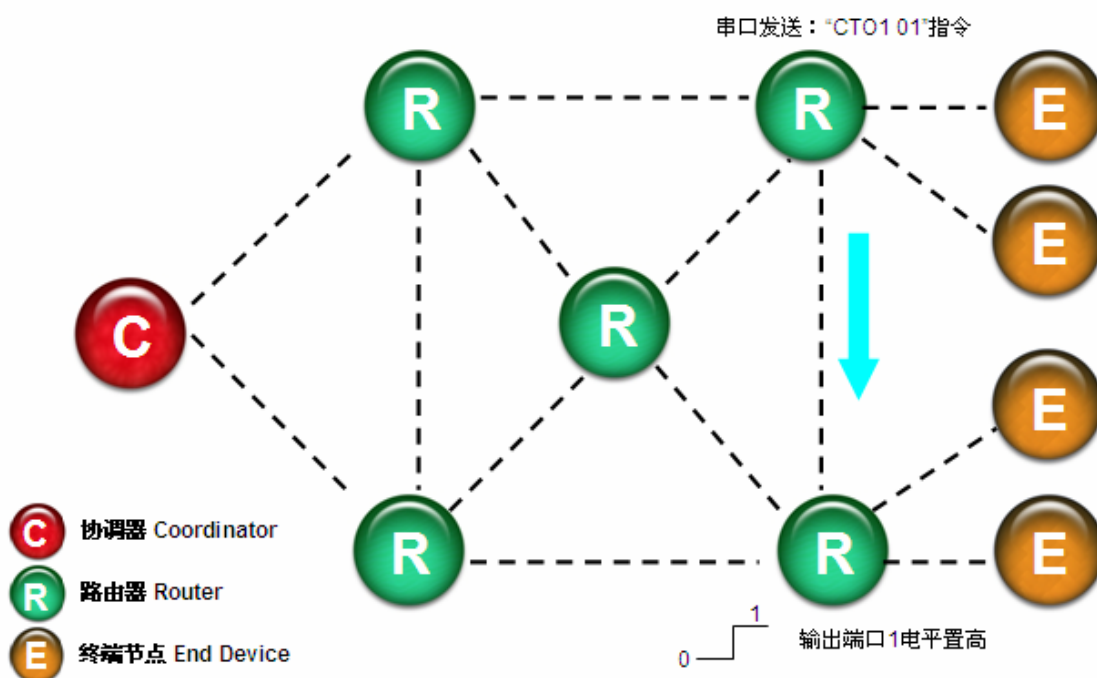 串口发送：“CTO1 01”指令
R
R
E
E
R
C
E
R
R
E
C 协调器 Coordinator
R 路由器 Router
E 终端节点 End Device
1
0
输出端口1电平置高